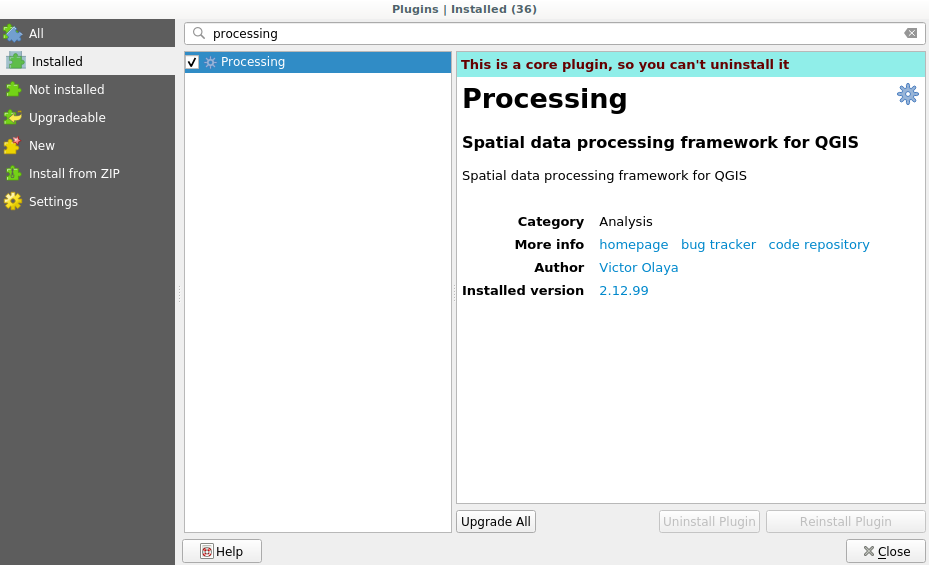 Plugins | Installed (36)
All
Installed
Not installed
Upgradeable
New
Install from ZIP
Settings
processing
Processing
This is a core plugin, so you can't uninstall it
Processing
Spatial data processing framework for QGIS
Spatial data processing framework for QGIS
Category Analysis
More info homepage bug tracker code repository
Author Victor Olaya
Installed version 2.12.99
Upgrade All Uninstall Plugin Reinstall Plugin
Help Close